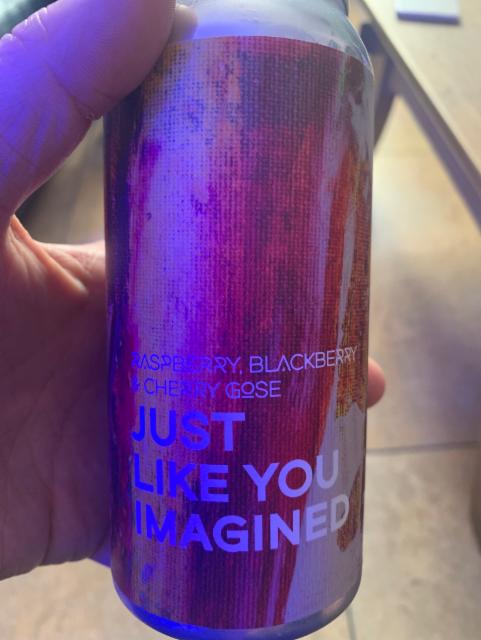 RASPBERRY, BLACKBERRY
& CHERRY GOSE
JUST
LIKE YOU
IMAGINED